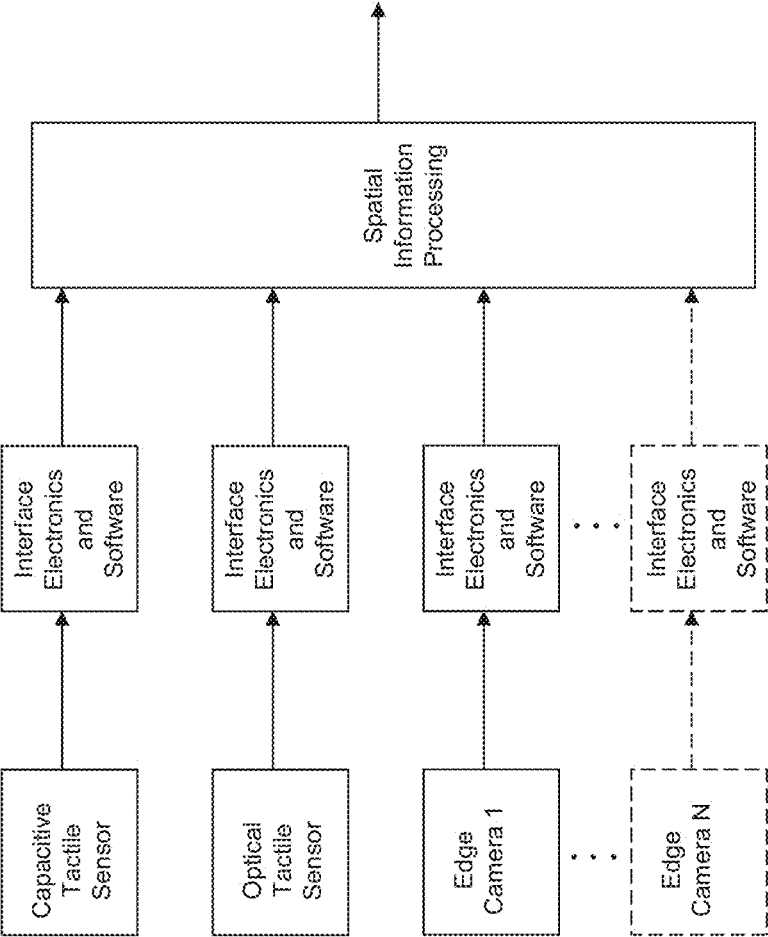 Capacitive
Tactile
Sensor
Interface
Electronics
and
Software
Optical
Tactile
Sensor
Interface
Electronics
and
Software
Edge
Camera 1
Interface
Electronics
and
Software
Edge
Camera N
Interface
Electronics
and
Software
Spatial
Information
Processing